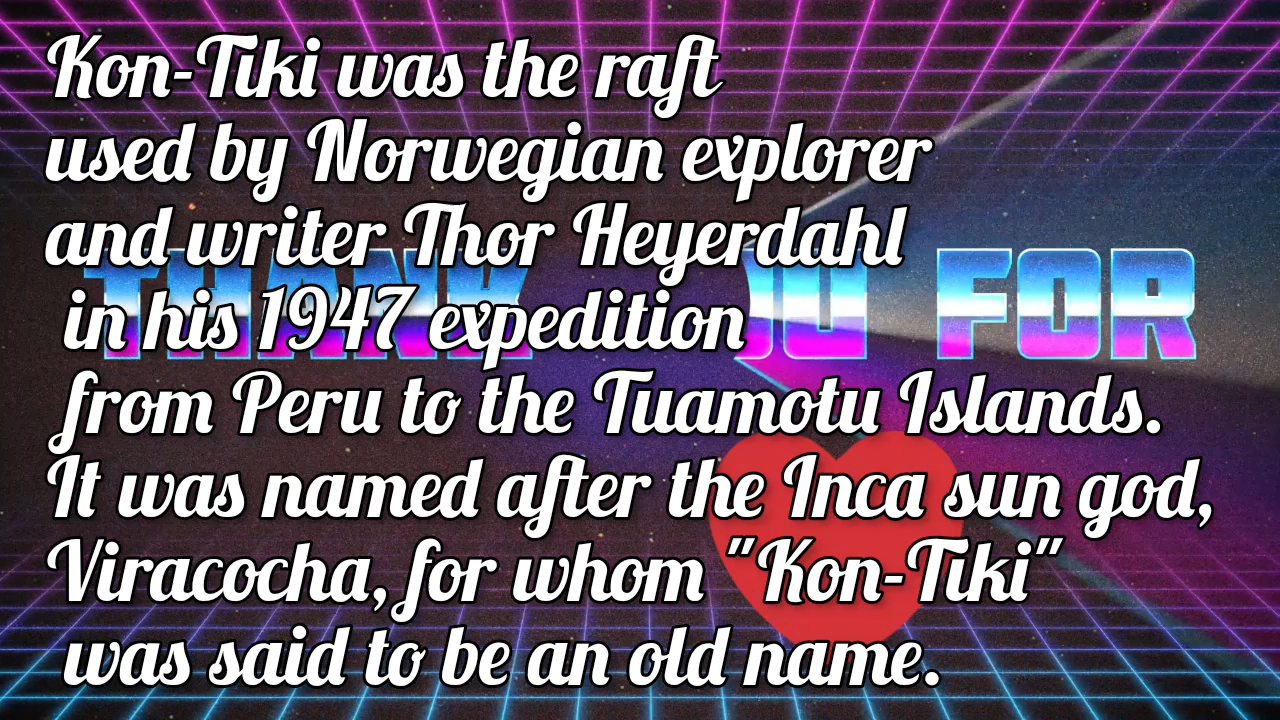 Kon-Tiki was the raft
used by Norwegian explorer
and writer Thor Heyerdahl
in his 1947 expedition
from Peru to the Tuamotu Islands.
It was named after the Inca sun god,
Viracocha, for whom "Kon-Tiki"
was said to be an old name.
THANK
FOR